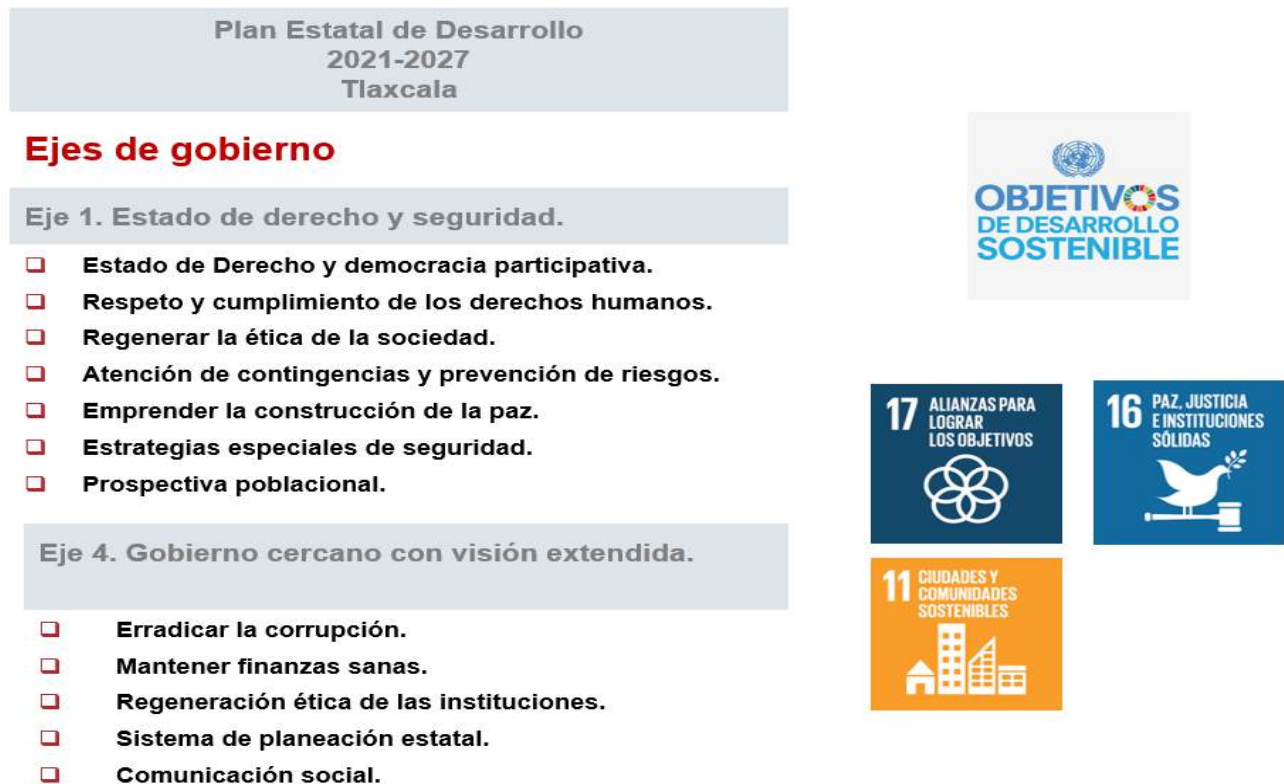 Plan Estatal de Desarrollo
2021-2027
Tlaxcala
Ejes de gobierno
Eje 1. Estado de derecho y seguridad.
Estado de Derecho y democracia participativa.
Respeto y cumplimiento de los derechos humanos.
Regenerar la ética de la sociedad.
Atención de contingencias y prevención de riesgos.
Emprender la construcción de la paz.
Estrategias especiales de seguridad.
Prospectiva poblacional.
Eje 4. Gobierno cercano con visión extendida.
Erradicar la corrupción.
Mantener finanzas sanas.
Regeneración ética de las instituciones.
Sistema de planeación estatal.
Comunicación social.
OBJETIVOS
DE DESARROLLO
SOSTENIBLE
17 ALIANZAS PARA
LOGRAR
LOS OBJETIVOS
16 PAZ, JUSTICIA
E INSTITUCIONES
SÓLIDAS
11 CIUDADES Y
COMUNIDADES
SOSTENIBLES